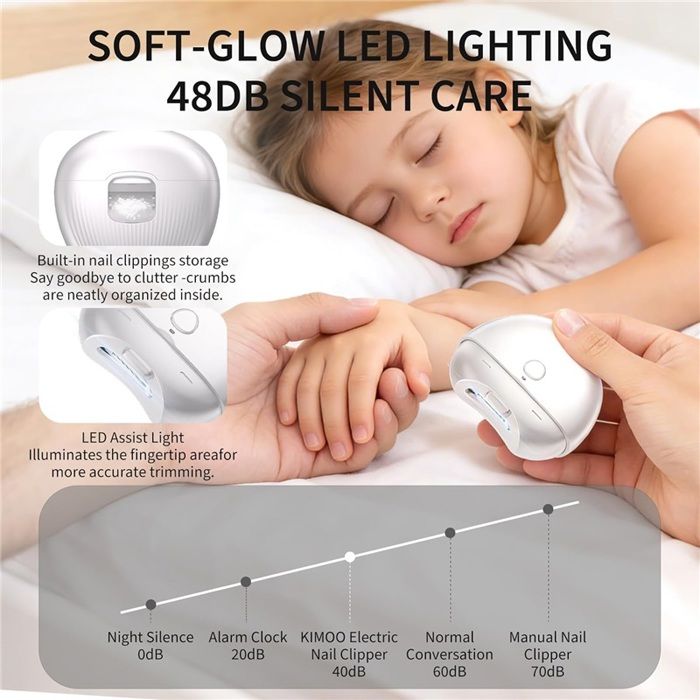 SOFT-GLOW LED LIGHTING
48DB SILENT CARE
Built-in nail clippings storage
Say goodbye to clutter -crumbs
are neatly organized inside.
LED Assist Light
Illuminates the fingertip areafor
more accurate trimming.
Night Silence
0dB
Alarm Clock
20dB
KIMOO Electric
Nail Clipper
40dB
Normal
Conversation
60dB
Manual Nail
Clipper
70dB